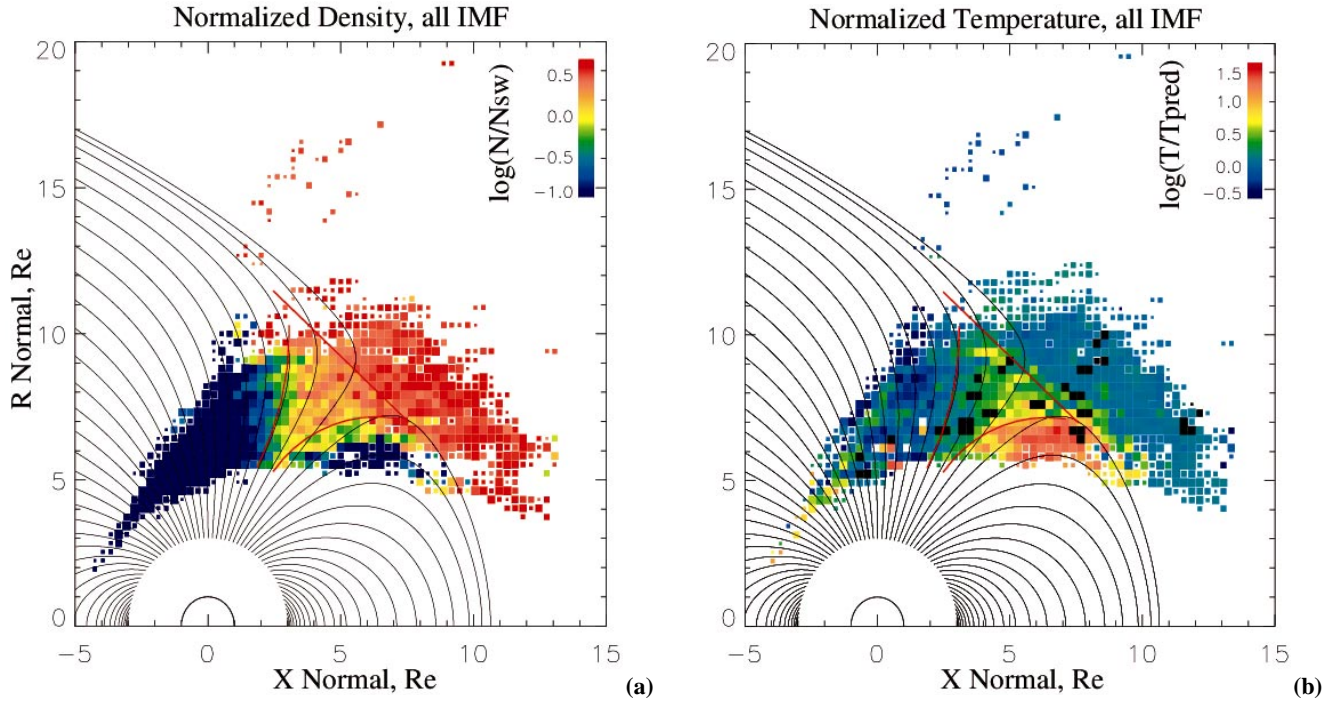 Normalized Density, all IMF
20
15
10
5
0
R Normal, Re
log(N/Nsw)
0.5
0.0
−0.5
−1.0
−5 0 5 10 15
X Normal, Re
(a)
Normalized Temperature, all IMF
20
15
10
5
0
log(T/Tpred)
1.5
1.0
0.5
0.0
−0.5
−5 0 5 10 15
X Normal, Re
(b)